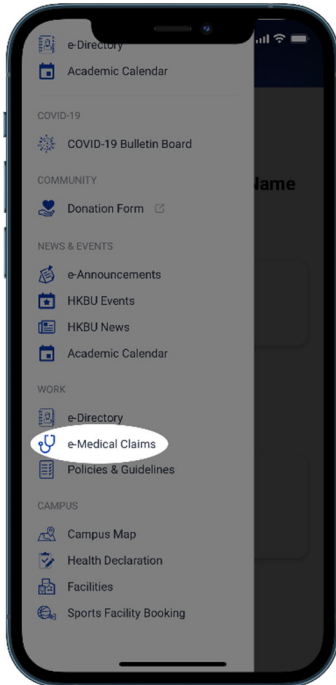 e-Directory
Academic Calendar
COVID-19
COVID-19 Bulletin Board
COMMUNITY
Donation Form
NEWS & EVENTS
e-Announcements
HKBU Events
HKBU News
Academic Calendar
WORK
e-Directory
e-Medical Claims
Policies & Guidelines
CAMPUS
Campus Map
Health Declaration
Facilities
Sports Facility Booking
Name